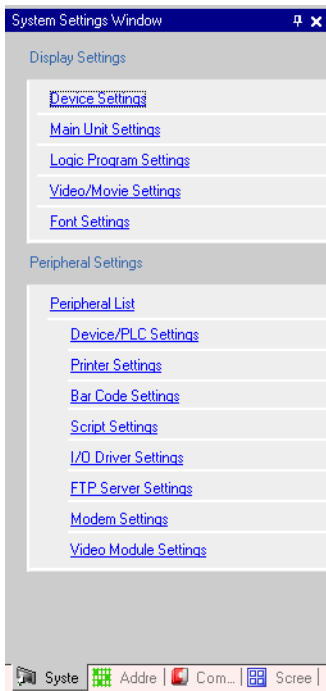 System Settings Window
Display Settings
Device Settings
Main Unit Settings
Logic Program Settings
Video/Movie Settings
Font Settings
Peripheral Settings
Peripheral List
Device/PLC Settings
Printer Settings
Bar Code Settings
Script Settings
I/O Driver Settings
FTP Server Settings
Modem Settings
Video Module Settings
Syste Addre Com... Scree